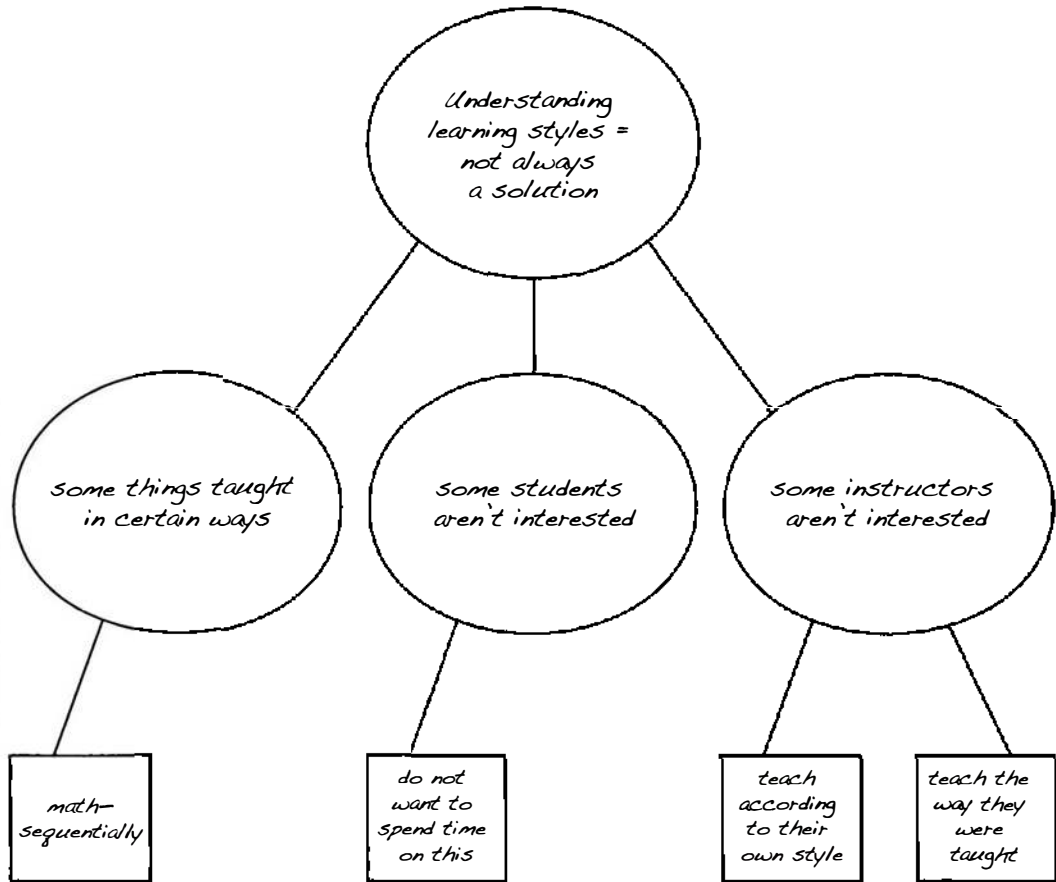 Understanding
learning styles =
not always
a solution
some things taught
in certain ways
some students
aren't interested
some instructors
aren't interested
math-
sequentially
do not
want to
spend time
on this
teach
according
to their
own style
teach the
way they
were
taught